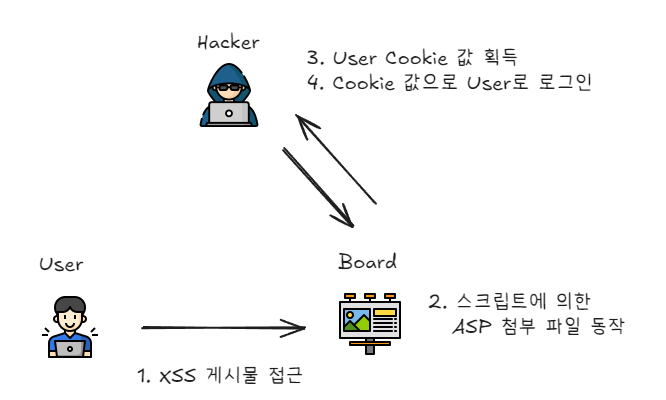 Hacker
3. User Cookie 값 획득
4. Cookie 값으로 User로 로그인
User
Board
2. 스크립트에 의한
ASP 첨부 파일 동작
1. XSS 게시물 접근